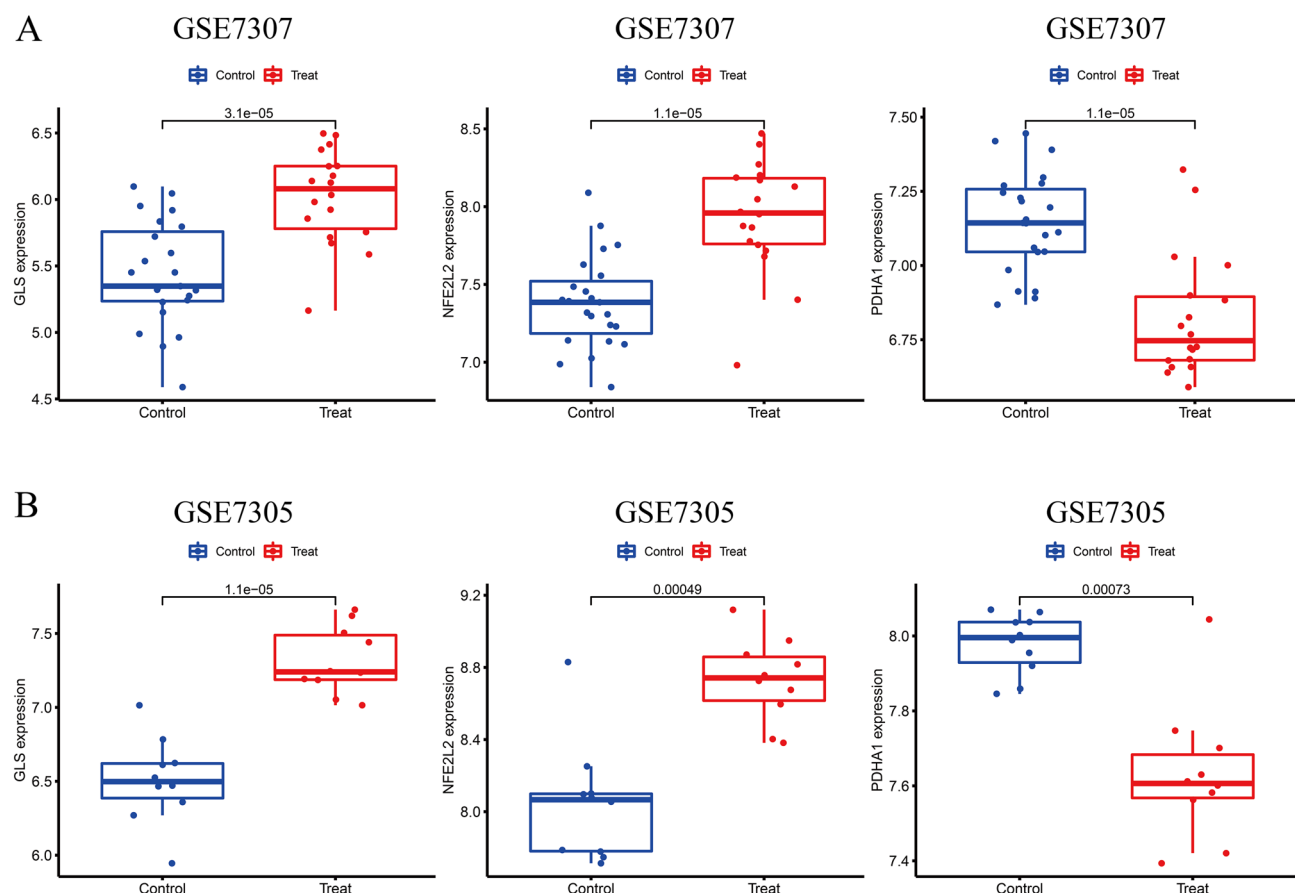 A
GSE7307
GSE7307
GSE7307
Control Treat
Control Treat
Control Treat
GLS expression
6.5
6.0
5.5
5.0
4.5
3.1e-05
Control Treat
NFE2L2 expression
8.5
8.0
7.5
7.0
1.1e-05
Control Treat
PDHA1 expression
7.50
7.25
7.00
6.75
1.1e-05
Control Treat
B
GSE7305
GSE7305
GSE7305
Control Treat
Control Treat
Control Treat
GLS expression
7.5
7.0
6.5
6.0
1.1e-05
Control Treat
NFE2L2 expression
9.2
8.8
8.4
8.0
0.00049
Control Treat
PDHA1 expression
8.0
7.8
7.6
7.4
0.00073
Control Treat